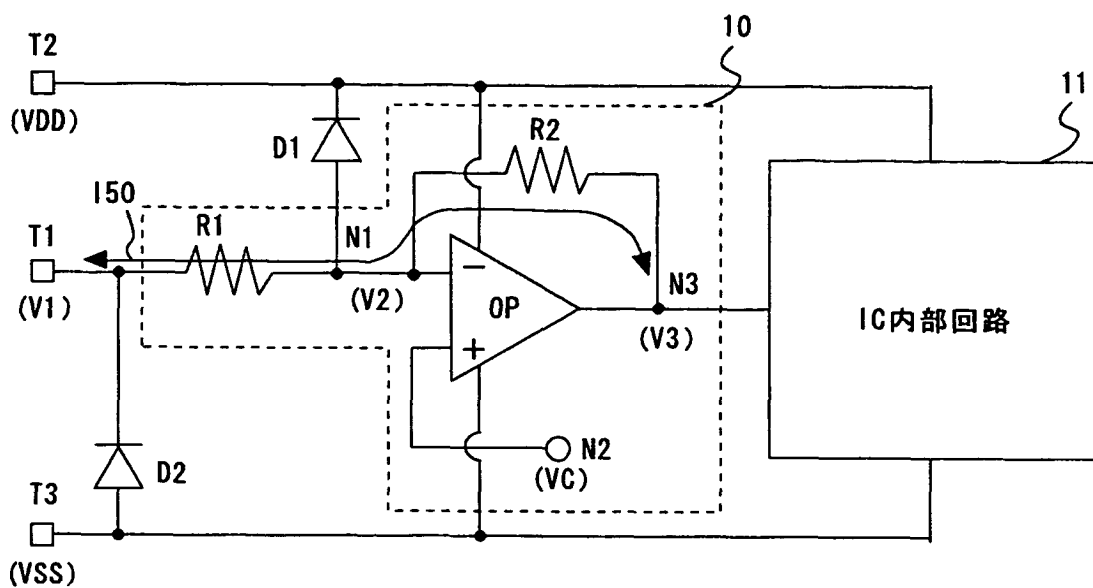 10
T2
(VDD)
11
D1
R2
I50
T1
R1
N1
(V1)
(V2)
−
OP
+
N3
(V3)
IC内部回路
N2
(VC)
D2
T3
(VSS)